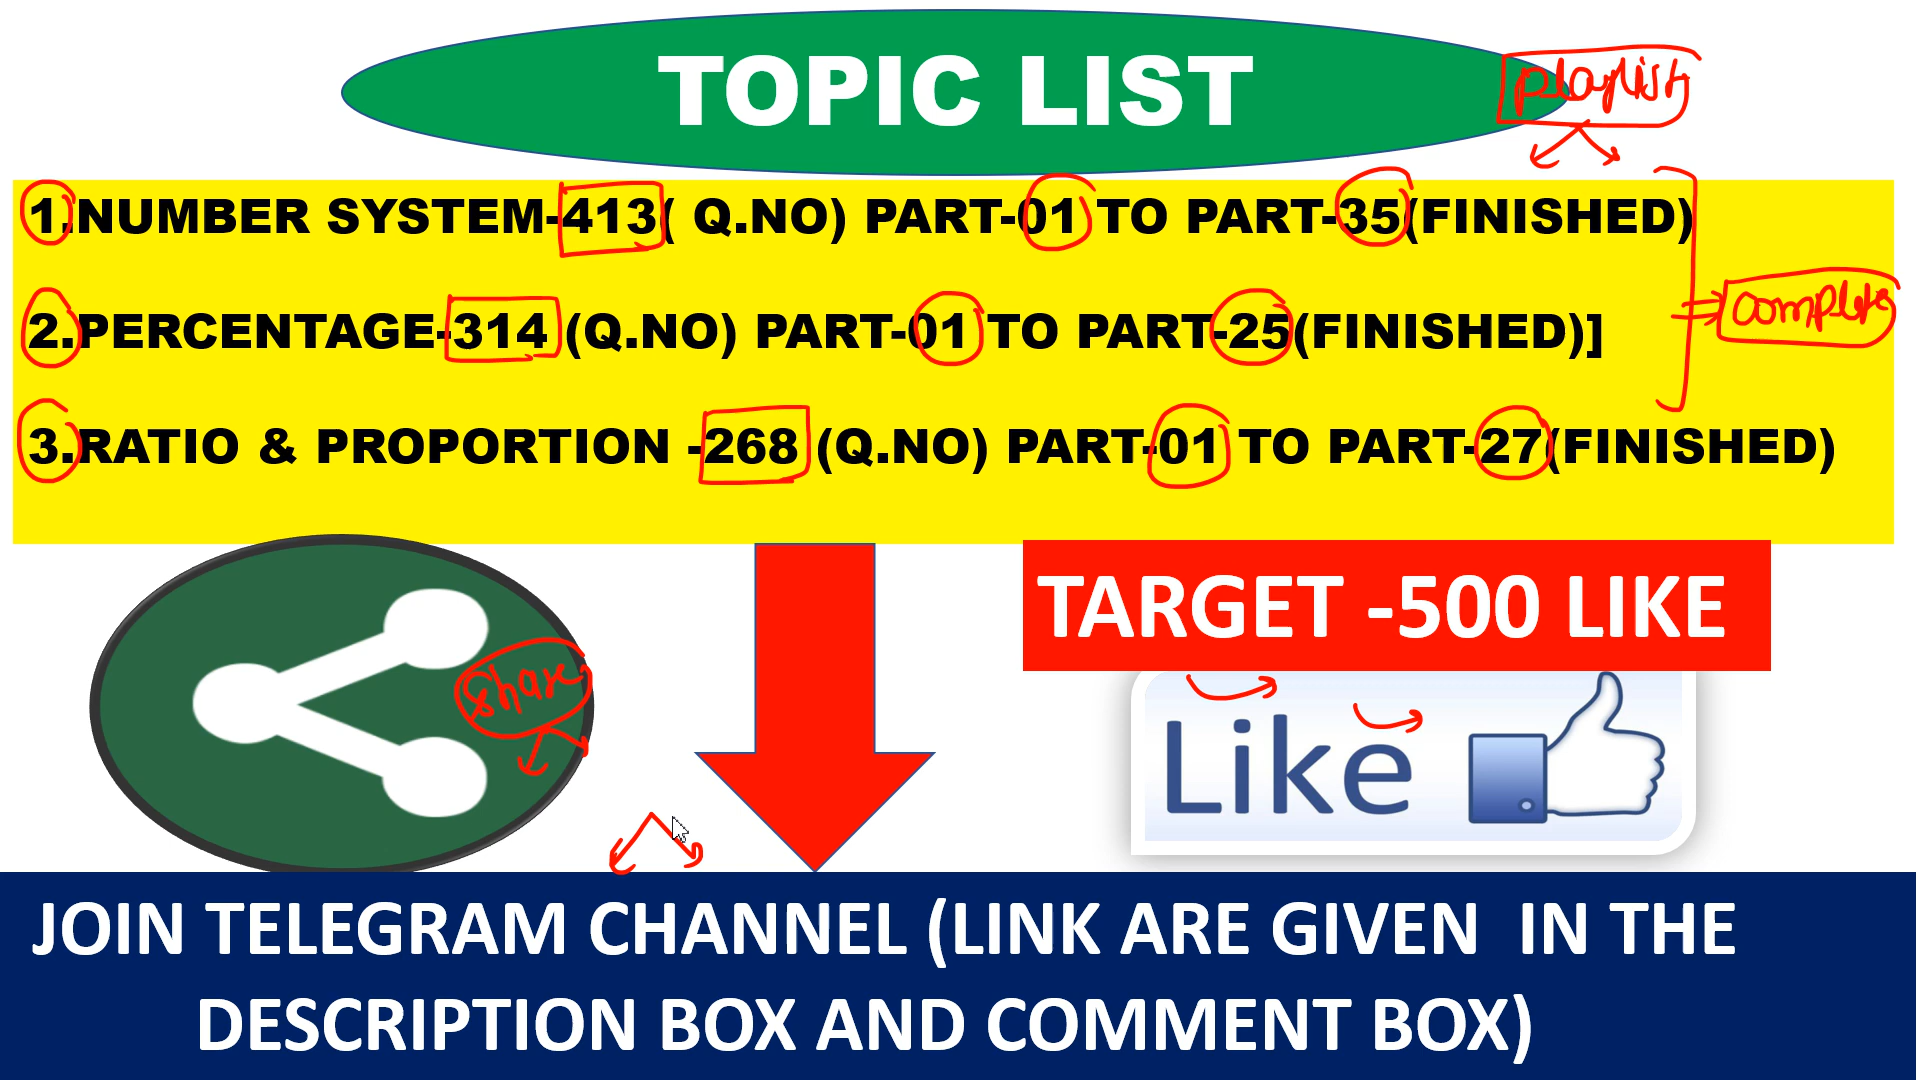 TOPIC LIST
playlist
1.NUMBER SYSTEM-413( Q.NO) PART-01 TO PART-35(FINISHED)
2.PERCENTAGE-314 (Q.NO) PART-01 TO PART-25(FINISHED)]
complete
3.RATIO & PROPORTION -268 (Q.NO) PART-01 TO PART-27(FINISHED)
TARGET -500 LIKE
share
Like
JOIN TELEGRAM CHANNEL (LINK ARE GIVEN IN THE
DESCRIPTION BOX AND COMMENT BOX)